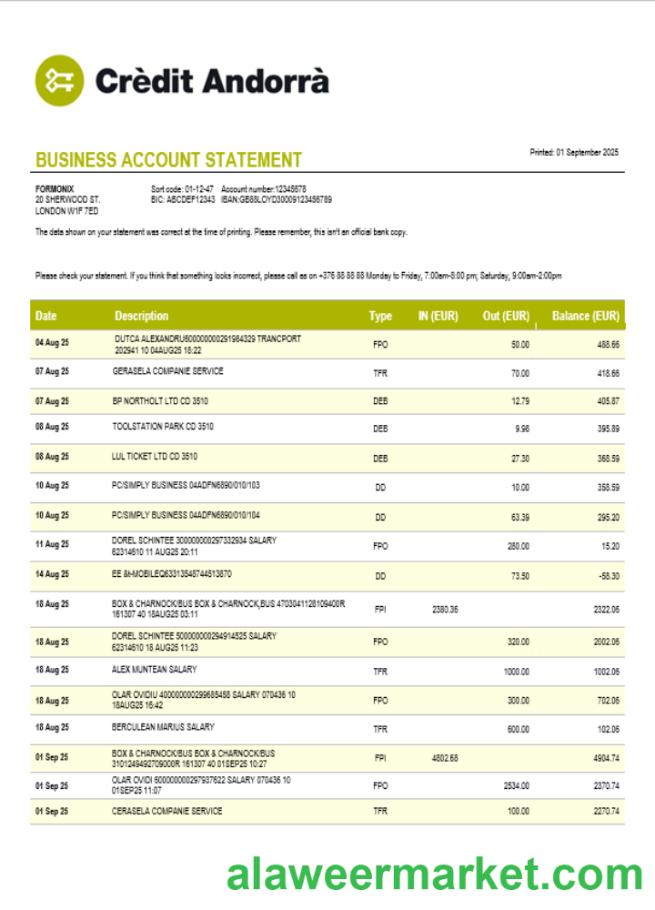 Crèdit Andorrà
BUSINESS ACCOUNT STATEMENT
Printed: 01 September 2025
FORMONIX
20 SHERWOOD ST.
LONDON W1F 7ED
Sort code: 01-12-47 Account number:12345678
BIC: ABCDEF12343 IBAN:GB88LOYD30009123456789
The data shown on your statement was correct at the time of printing. Please remember, this isn't an official bank copy.
Please check your statement. If you think that something looks incorrect, please call as on +376 88 88 88 Monday to Friday, 7:00am-8:00 pm; Saturday, 9:00am-2:00pm
Date Description Type IN (EUR) Out (EUR) Balance (EUR)
04 Aug 25 DUTCA ALEXANDRU600000000291984329 TRANCPORT
202941 10 04AUG25 18:22 FPO 50.00 488.66
07 Aug 25 GERASELA COMPANIE SERVICE TFR 70.00 418.66
07 Aug 25 BP NORTHOLT LTD CD 3510 DEB 12.79 405.87
08 Aug 25 TOOLSTATION PARK CD 3510 DEB 9.98 395.89
08 Aug 25 LUL TICKET LTD CD 3510 DEB 27.30 368.59
10 Aug 25 PC/SIMPLY BUSINESS 04ADFN6890/010/103 DD 10.00 358.59
10 Aug 25 PC/SIMPLY BUSINESS 04ADFN6890/010/104 DD 63.39 295.20
11 Aug 25 DOREL SCHINTEE 300000000297332934 SALARY
62314610 11 AUG25 20:11 FPO 280.00 15.20
14 Aug 25 EE &t-MOBILEQ63313548744513870 DD 73.50 -58.30
18 Aug 25 BOX & CHARNOCK/BUS BOX & CHARNOCK,BUS 4703041128109400R
161307 40 18AUG25 03:11 FPI 2380.36 2322.06
18 Aug 25 DOREL SCHINTEE 500000000294914525 SALARY
62314610 18 AUG25 11:23 FPO 320.00 2002.06
18 Aug 25 ALEX MUNTEAN SALARY TFR 1000.00 1002.06
18 Aug 25 OLAR OVIDIU 400000000299685458 SALARY 070436 10
18AUG25 16:42 FPO 300.00 702.06
18 Aug 25 BERCULEAN MARIUS SALARY TFR 600.00 102.06
01 Sep 25 BOX & CHARNOCK/BUS BOX & CHARNOCK/BUS
3101249492709000R 161307 40 01SEP25 10:27 FPI 4802.68 4904.74
01 Sep 25 OLAR OVIDI 600000000297937622 SALARY 070436 10
01SEP25 11:07 FPO 2534.00 2370.74
01 Sep 25 CERASELA COMPANIE SERVICE TFR 100.00 2270.74
alaweermarket.com